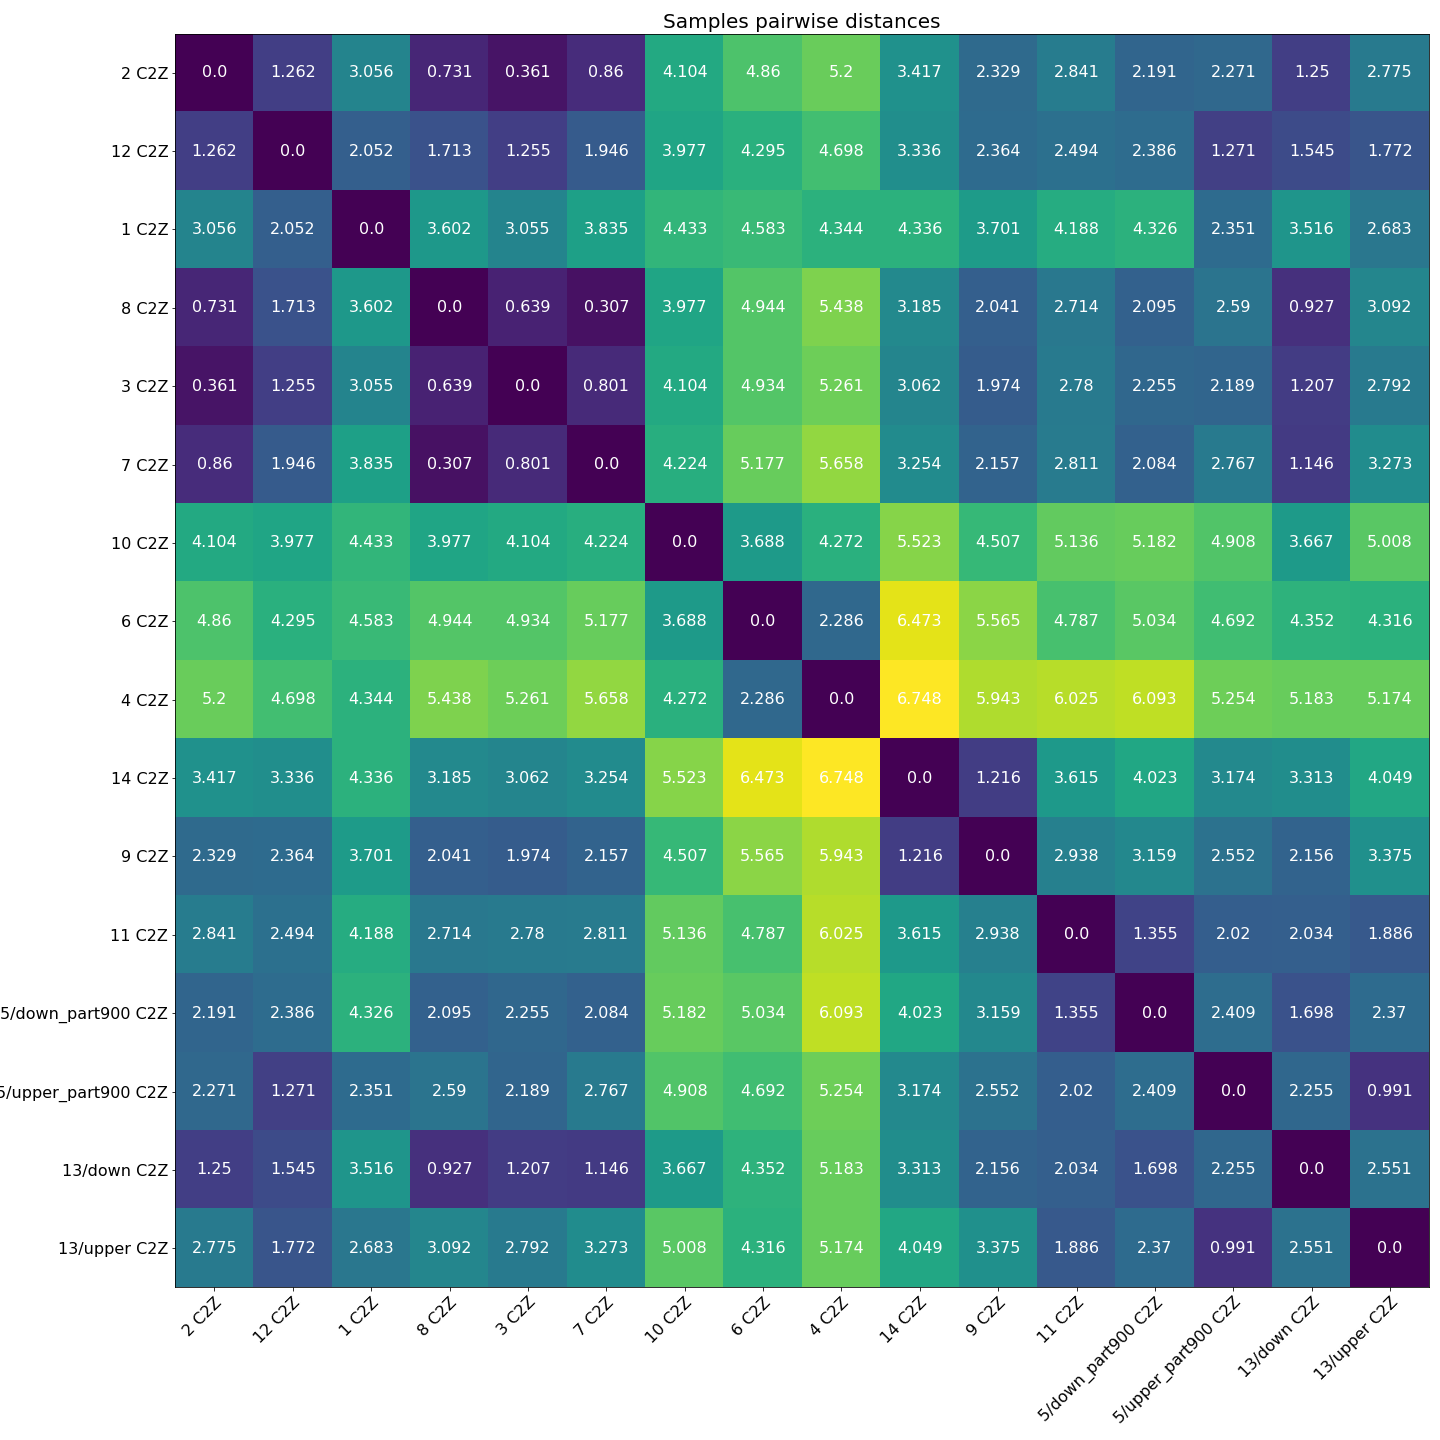 Samples pairwise distances
2 C2Z 0.0 1.262 3.056 0.731 0.361 0.86 4.104 4.86 5.2 3.417 2.329 2.841 2.191 2.271 1.25 2.775
12 C2Z 1.262 0.0 2.052 1.713 1.255 1.946 3.977 4.295 4.698 3.336 2.364 2.494 2.386 1.271 1.545 1.772
1 C2Z 3.056 2.052 0.0 3.602 3.055 3.835 4.433 4.583 4.344 4.336 3.701 4.188 4.326 2.351 3.516 2.683
8 C2Z 0.731 1.713 3.602 0.0 0.639 0.307 3.977 4.944 5.438 3.185 2.041 2.714 2.095 2.59 0.927 3.092
3 C2Z 0.361 1.255 3.055 0.639 0.0 0.801 4.104 4.934 5.261 3.062 1.974 2.78 2.255 2.189 1.207 2.792
7 C2Z 0.86 1.946 3.835 0.307 0.801 0.0 4.224 5.177 5.658 3.254 2.157 2.811 2.084 2.767 1.146 3.273
10 C2Z 4.104 3.977 4.433 3.977 4.104 4.224 0.0 3.688 4.272 5.523 4.507 5.136 5.182 4.908 3.667 5.008
6 C2Z 4.86 4.295 4.583 4.944 4.934 5.177 3.688 0.0 2.286 6.473 5.565 4.787 5.034 4.692 4.352 4.316
4 C2Z 5.2 4.698 4.344 5.438 5.261 5.658 4.272 2.286 0.0 6.748 5.943 6.025 6.093 5.254 5.183 5.174
14 C2Z 3.417 3.336 4.336 3.185 3.062 3.254 5.523 6.473 6.748 0.0 1.216 3.615 4.023 3.174 3.313 4.049
9 C2Z 2.329 2.364 3.701 2.041 1.974 2.157 4.507 5.565 5.943 1.216 0.0 2.938 3.159 2.552 2.156 3.375
11 C2Z 2.841 2.494 4.188 2.714 2.78 2.811 5.136 4.787 6.025 3.615 2.938 0.0 1.355 2.02 2.034 1.886
5/down_part900 C2Z 2.191 2.386 4.326 2.095 2.255 2.084 5.182 5.034 6.093 4.023 3.159 1.355 0.0 2.409 1.698 2.37
5/upper_part900 C2Z 2.271 1.271 2.351 2.59 2.189 2.767 4.908 4.692 5.254 3.174 2.552 2.02 2.409 0.0 2.255 0.991
13/down C2Z 1.25 1.545 3.516 0.927 1.207 1.146 3.667 4.352 5.183 3.313 2.156 2.034 1.698 2.255 0.0 2.551
13/upper C2Z 2.775 1.772 2.683 3.092 2.792 3.273 5.008 4.316 5.174 4.049 3.375 1.886 2.37 0.991 2.551 0.0
2 C2Z 12 C2Z 1 C2Z 8 C2Z 3 C2Z 7 C2Z 10 C2Z 6 C2Z 4 C2Z 14 C2Z 9 C2Z 11 C2Z 5/down_part900 C2Z 5/upper_part900 C2Z 13/down C2Z 13/upper C2Z